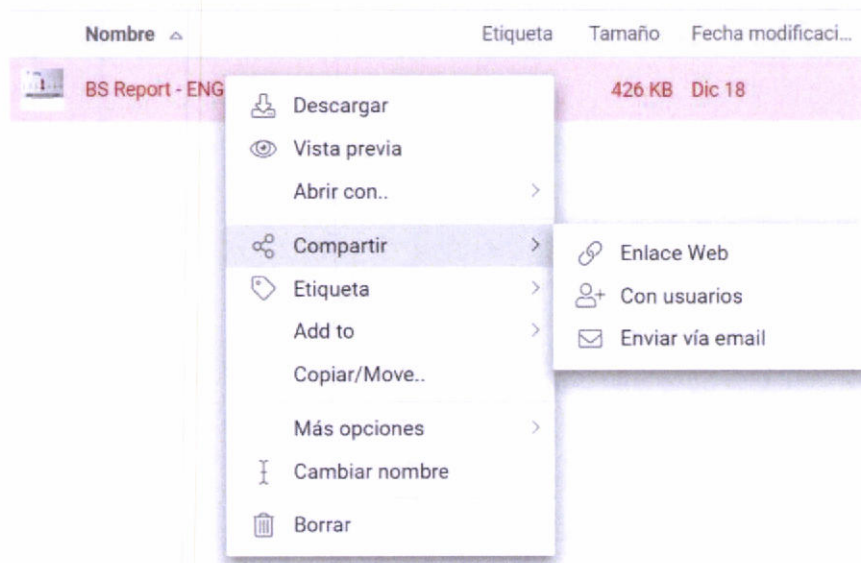 Nombre Etiqueta Tamaño Fecha modificaci...
BS Report - ENG 426 KB Dic 18
Descargar
Vista previa
Abrir con..
Compartir
Enlace Web
Etiqueta
Con usuarios
Add to
Enviar vía email
Copiar/Move..
Más opciones
Cambiar nombre
Borrar